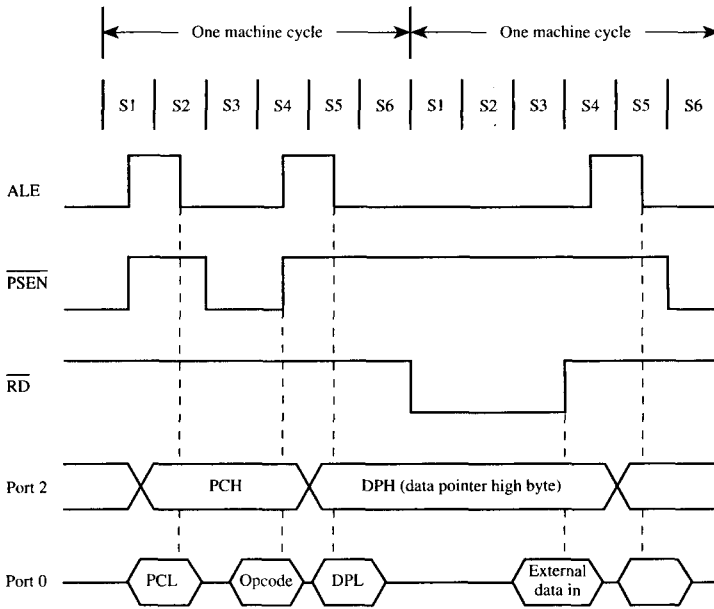 One machine cycle One machine cycle
S1 S2 S3 S4 S5 S6 S1 S2 S3 S4 S5 S6
ALE
PSEN
RD
Port 2 PCH DPH (data pointer high byte)
Port 0 PCL Opcode DPL External
data in